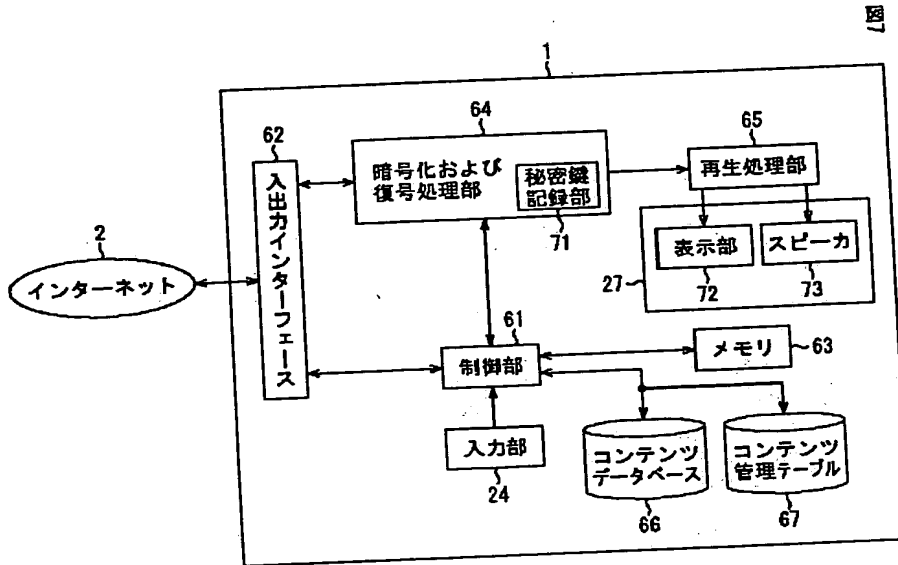 図7
1
64
65
62
暗号化および
復号処理部
秘密鍵
記録部
71
再生処理部
入出力インターフェース
2
インターネット
表示部
スピーカ
27
72
73
61
制御部
メモリ
63
入力部
24
コンテンツ
データベース
66
コンテンツ
管理テーブル
67